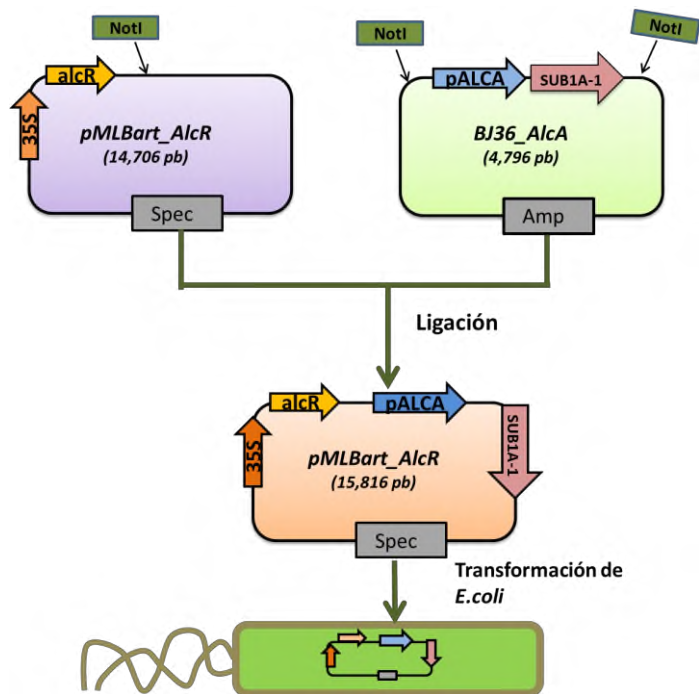 NotI
NotI
NotI
alcR
pALCA
SUB1A-1
35S
pMLBart_AlcR
(14,706 pb)
BJ36_AlcA
(4,796 pb)
Spec
Amp
Ligación
alcR
pALCA
SUB1A-1
35S
pMLBart_AlcR
(15,816 pb)
Spec
Transformación de
E.coli